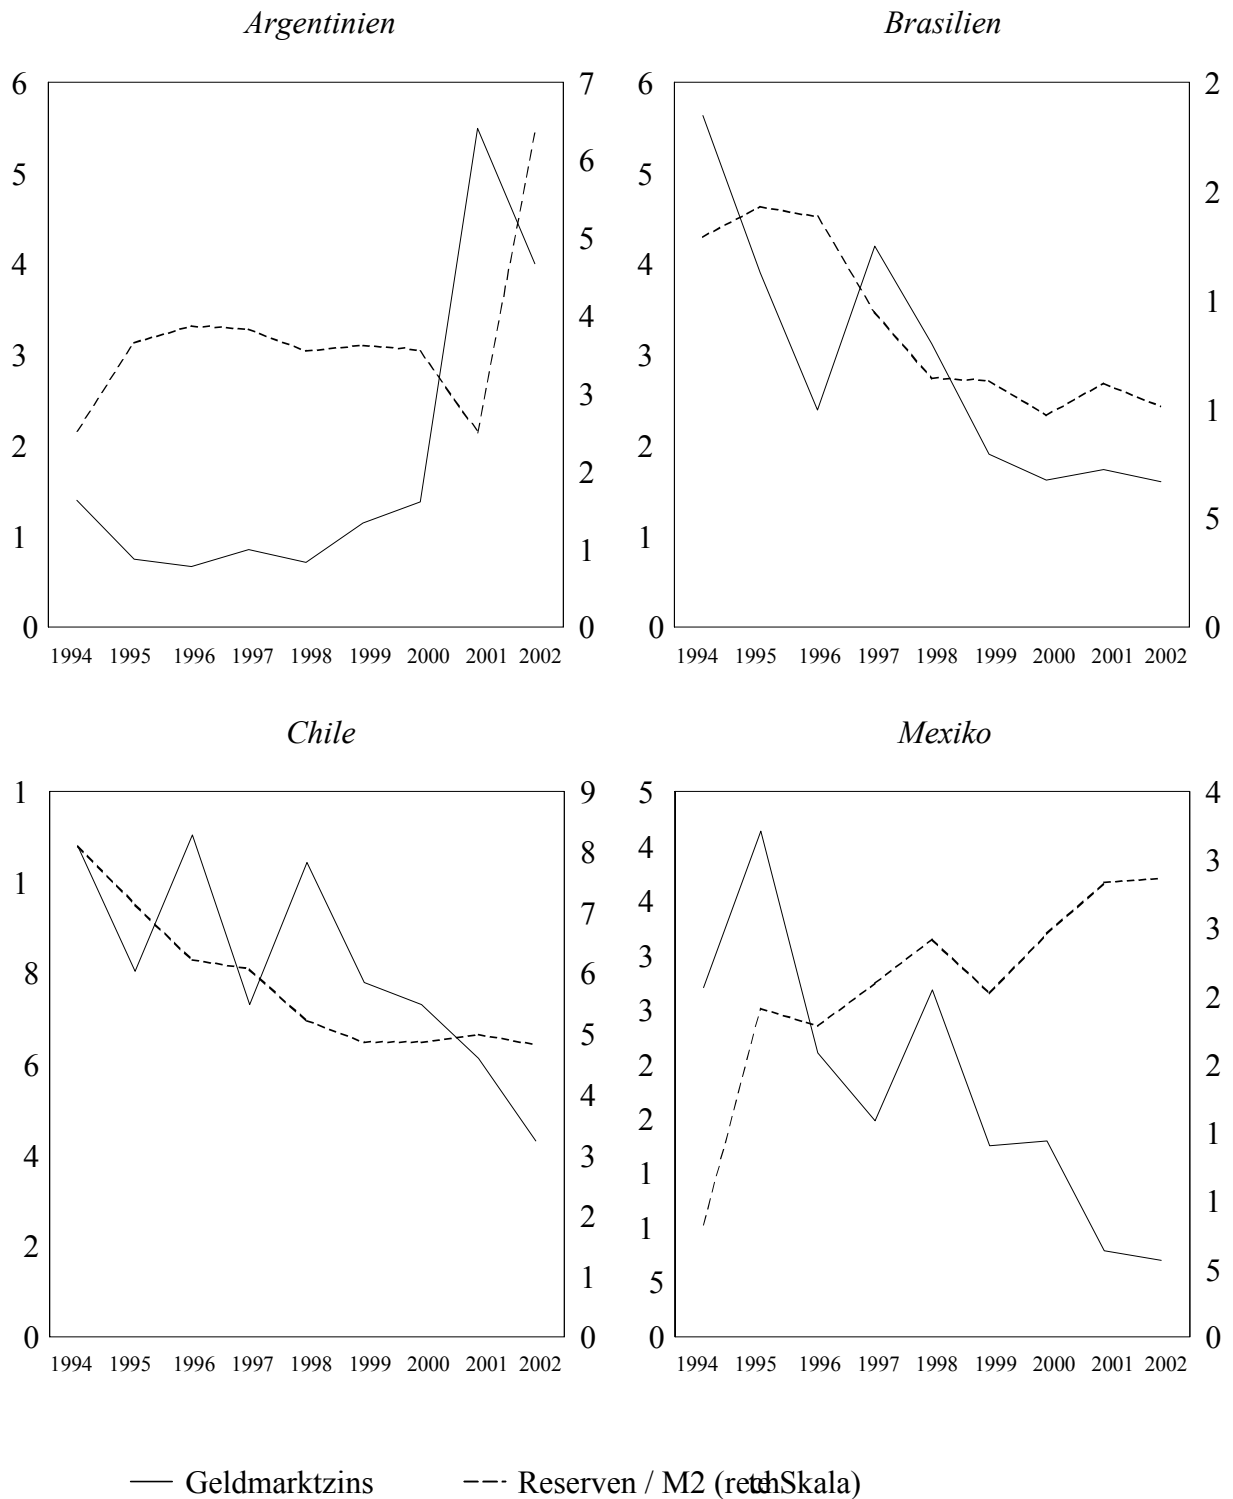 Argentinien Brasilien
6 7 6 2
5 6 5 2
4 5 4 1
3 4 3 1
2 3 2 5
1 2 1 0
0 1 0
0
1994 1995 1996 1997 1998 1999 2000 2001 2002 1994 1995 1996 1997 1998 1999 2000 2001 2002
Chile Mexiko
1 9 5 4
1 8 4 3
8 7 4 3
6 6 3 2
4 5 3 2
2 4 2 1
0 3 2 1
2 1 5
1 1 0
0 5
0
1994 1995 1996 1997 1998 1999 2000 2001 2002 1994 1995 1996 1997 1998 1999 2000 2001 2002
Geldmarktzins Reserven / M2 ( Skala)